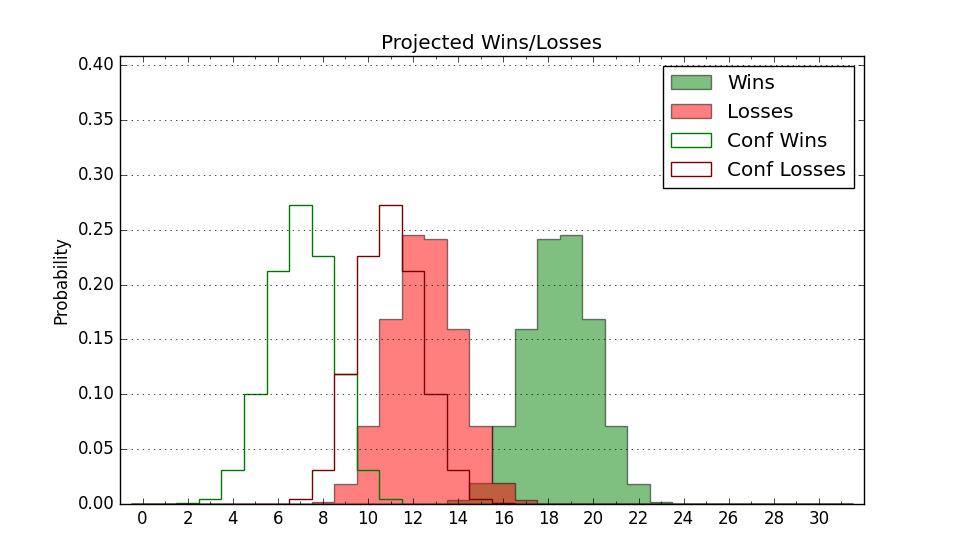 Projected Wins/Losses
0.40
0.35
0.30
0.25
0.20
0.15
0.10
0.05
0.00
Probability
Wins
Losses
Conf Wins
Conf Losses
0 2 4 6 8 10 12 14 16 18 20 22 24 26 28 30